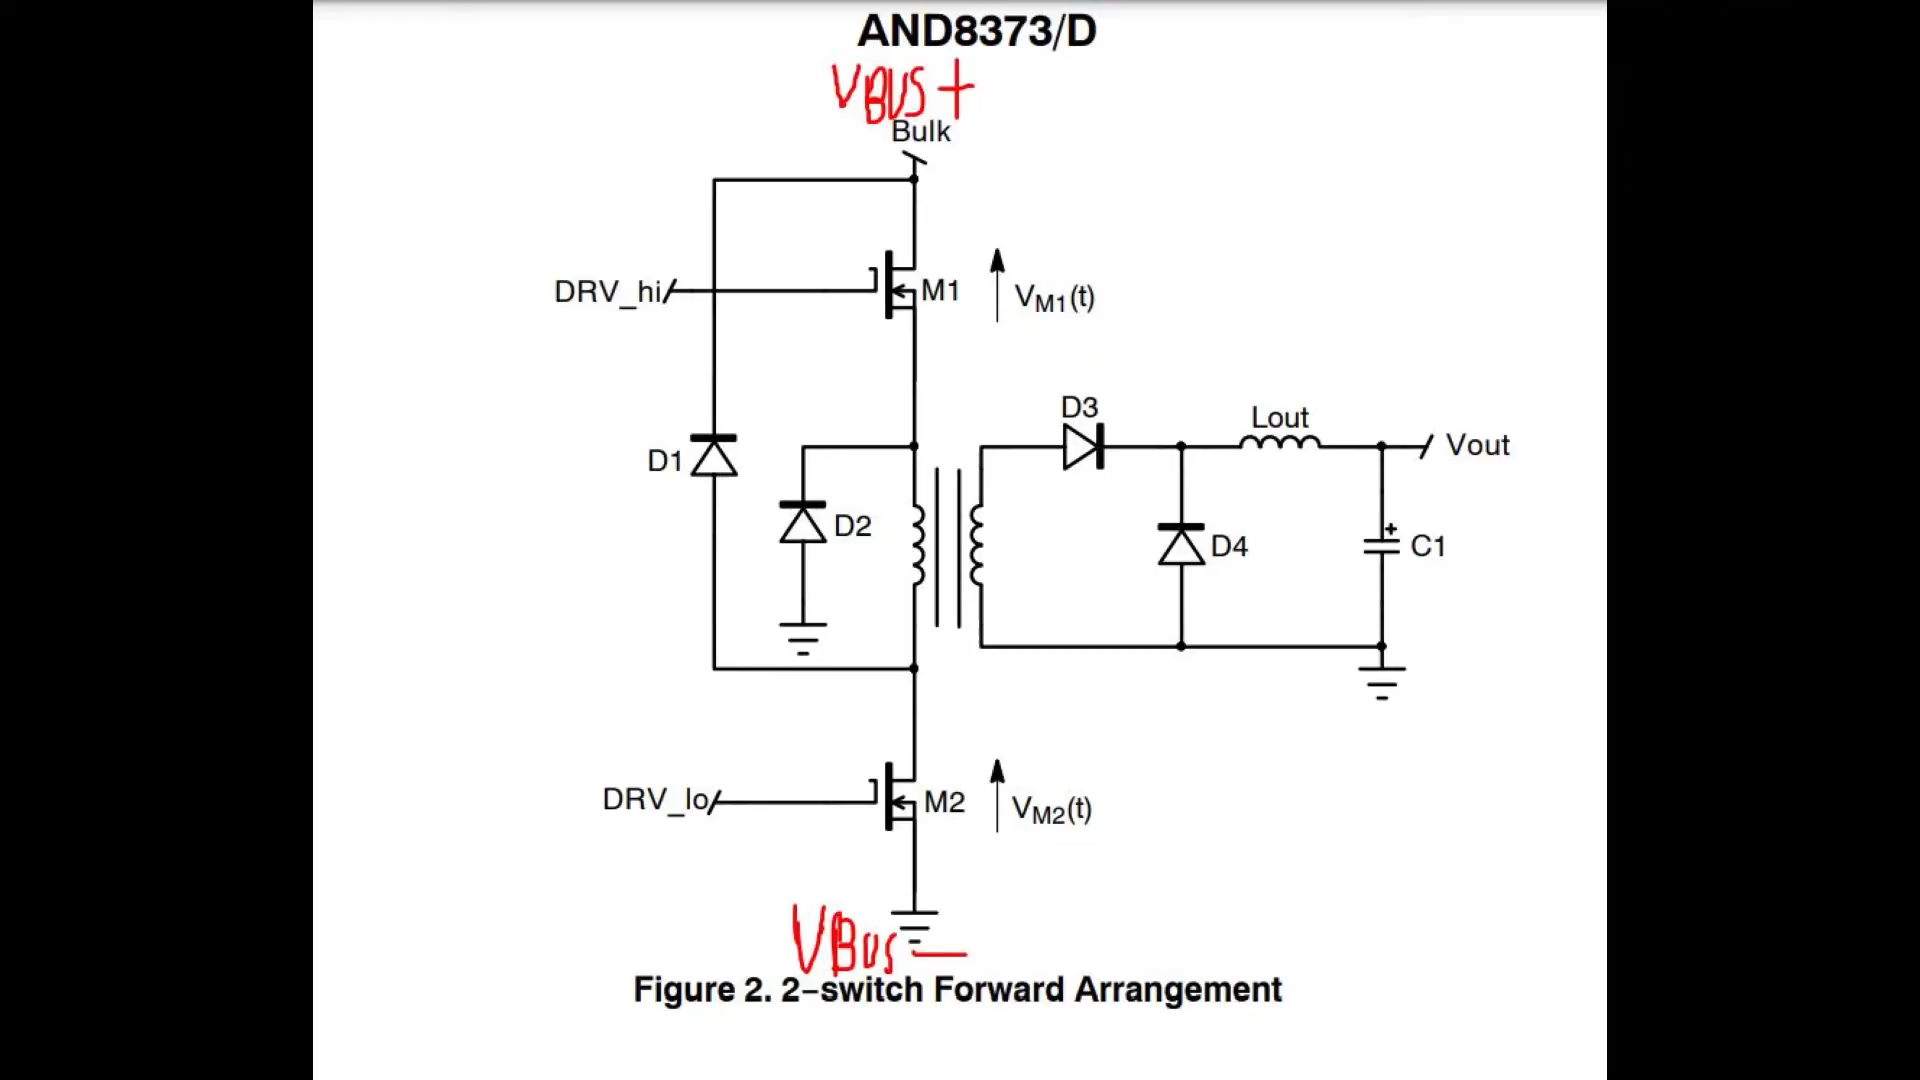 AND8373/D
VBUS+
Bulk
DRV_hi
M1
VM1(t)
D3
Lout
Vout
D1
D2
D4
+
C1
DRV_lo
M2
VM2(t)
VBUS−
Figure 2. 2−switch Forward Arrangement